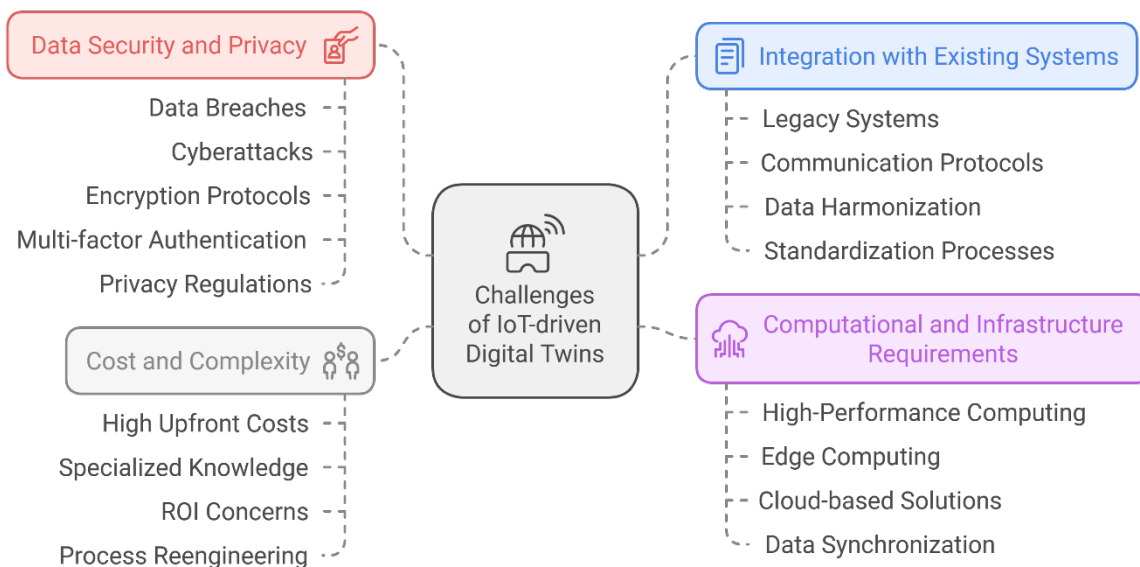 Data Security and Privacy
Data Breaches
Cyberattacks
Encryption Protocols
Multi-factor Authentication
Privacy Regulations
Cost and Complexity
High Upfront Costs
Specialized Knowledge
ROI Concerns
Process Reengineering
Challenges
of IoT-driven
Digital Twins
Integration with Existing Systems
Legacy Systems
Communication Protocols
Data Harmonization
Standardization Processes
Computational and Infrastructure
Requirements
High-Performance Computing
Edge Computing
Cloud-based Solutions
Data Synchronization